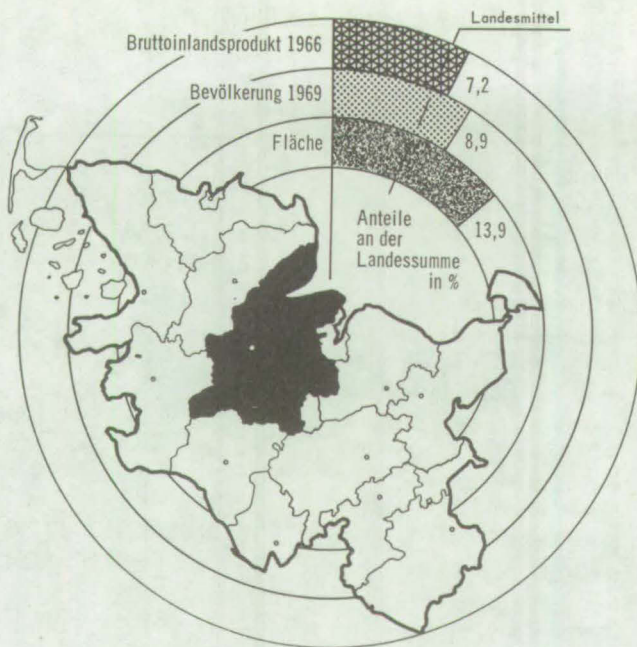 Landesmittel
Bruttoinlandsprodukt 1966
7,2
Bevölkerung 1969
8,9
Fläche
13,9
Anteile
an der
Landessumme
in %